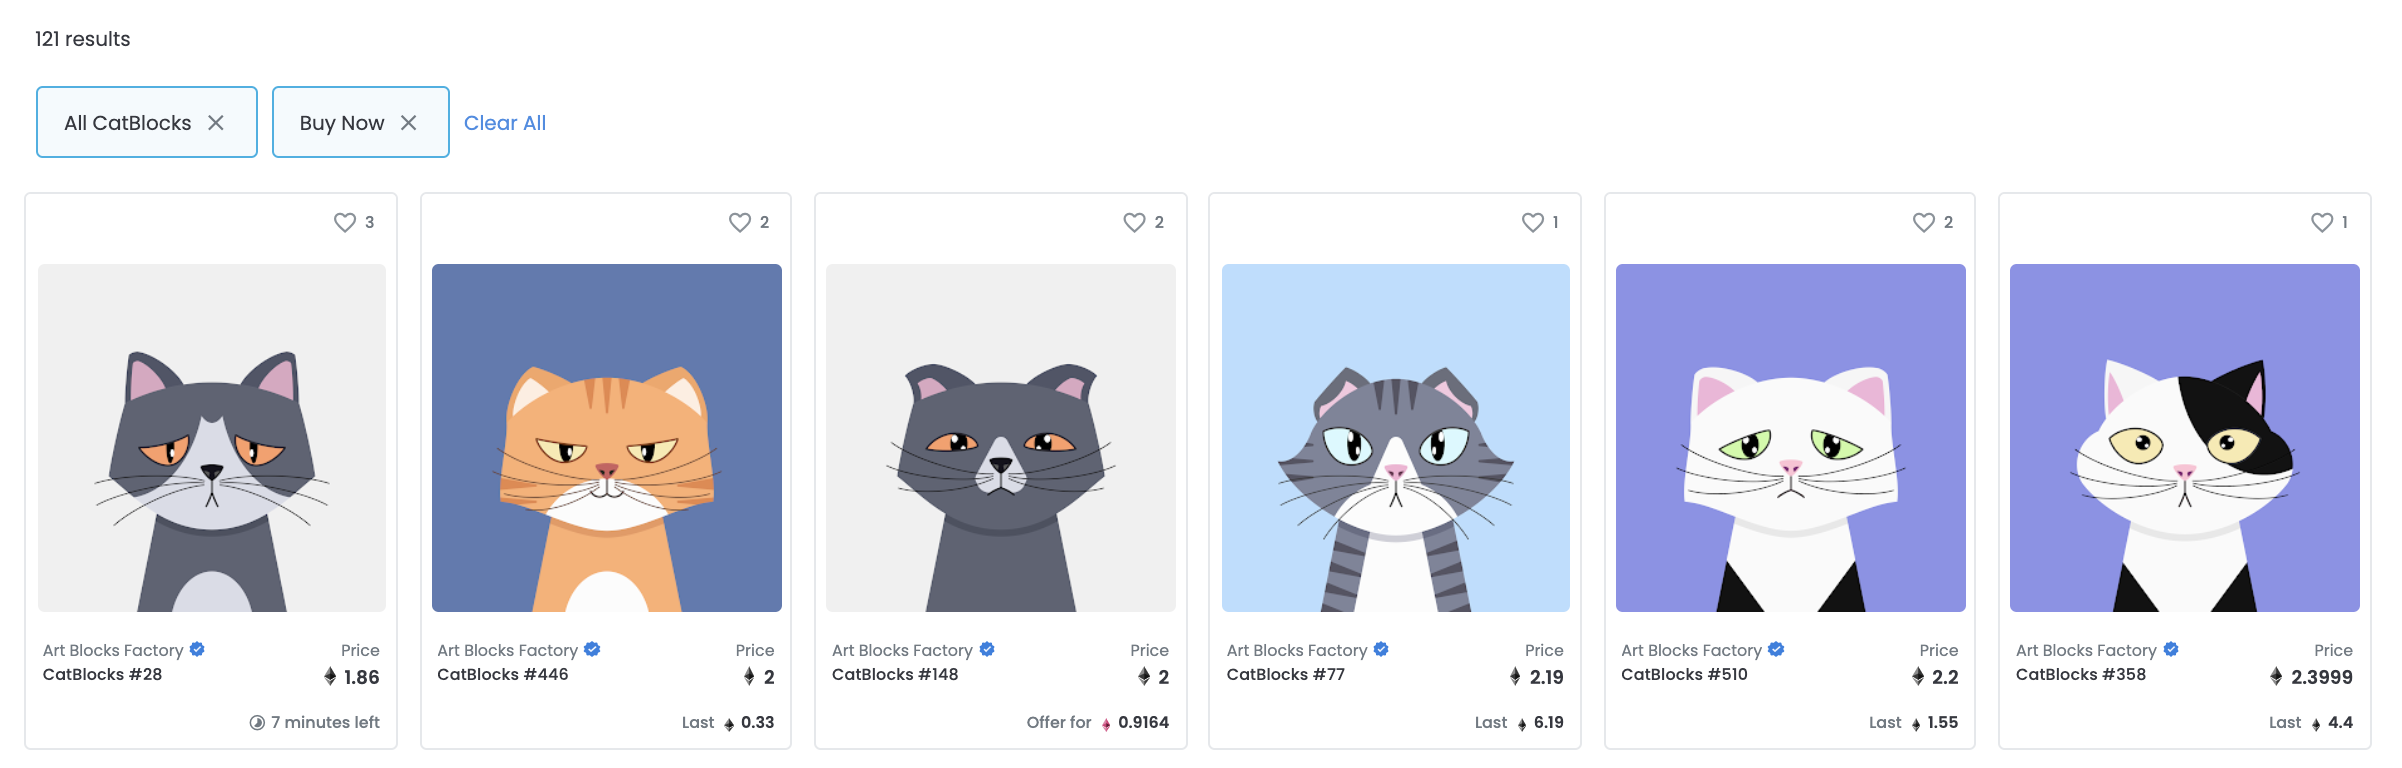 121 results
All CatBlocks
Buy Now
Clear All
3
Art Blocks Factory
Price
CatBlocks #28
1.86
7 minutes left
2
Art Blocks Factory
Price
CatBlocks #446
2
Last 0.33
2
Art Blocks Factory
Price
CatBlocks #148
2
Offer for 0.9164
1
Art Blocks Factory
Price
CatBlocks #77
2.19
Last 6.19
2
Art Blocks Factory
Price
CatBlocks #510
2.2
Last 1.55
1
Art Blocks Factory
Price
CatBlocks #358
2.3999
Last 4.4